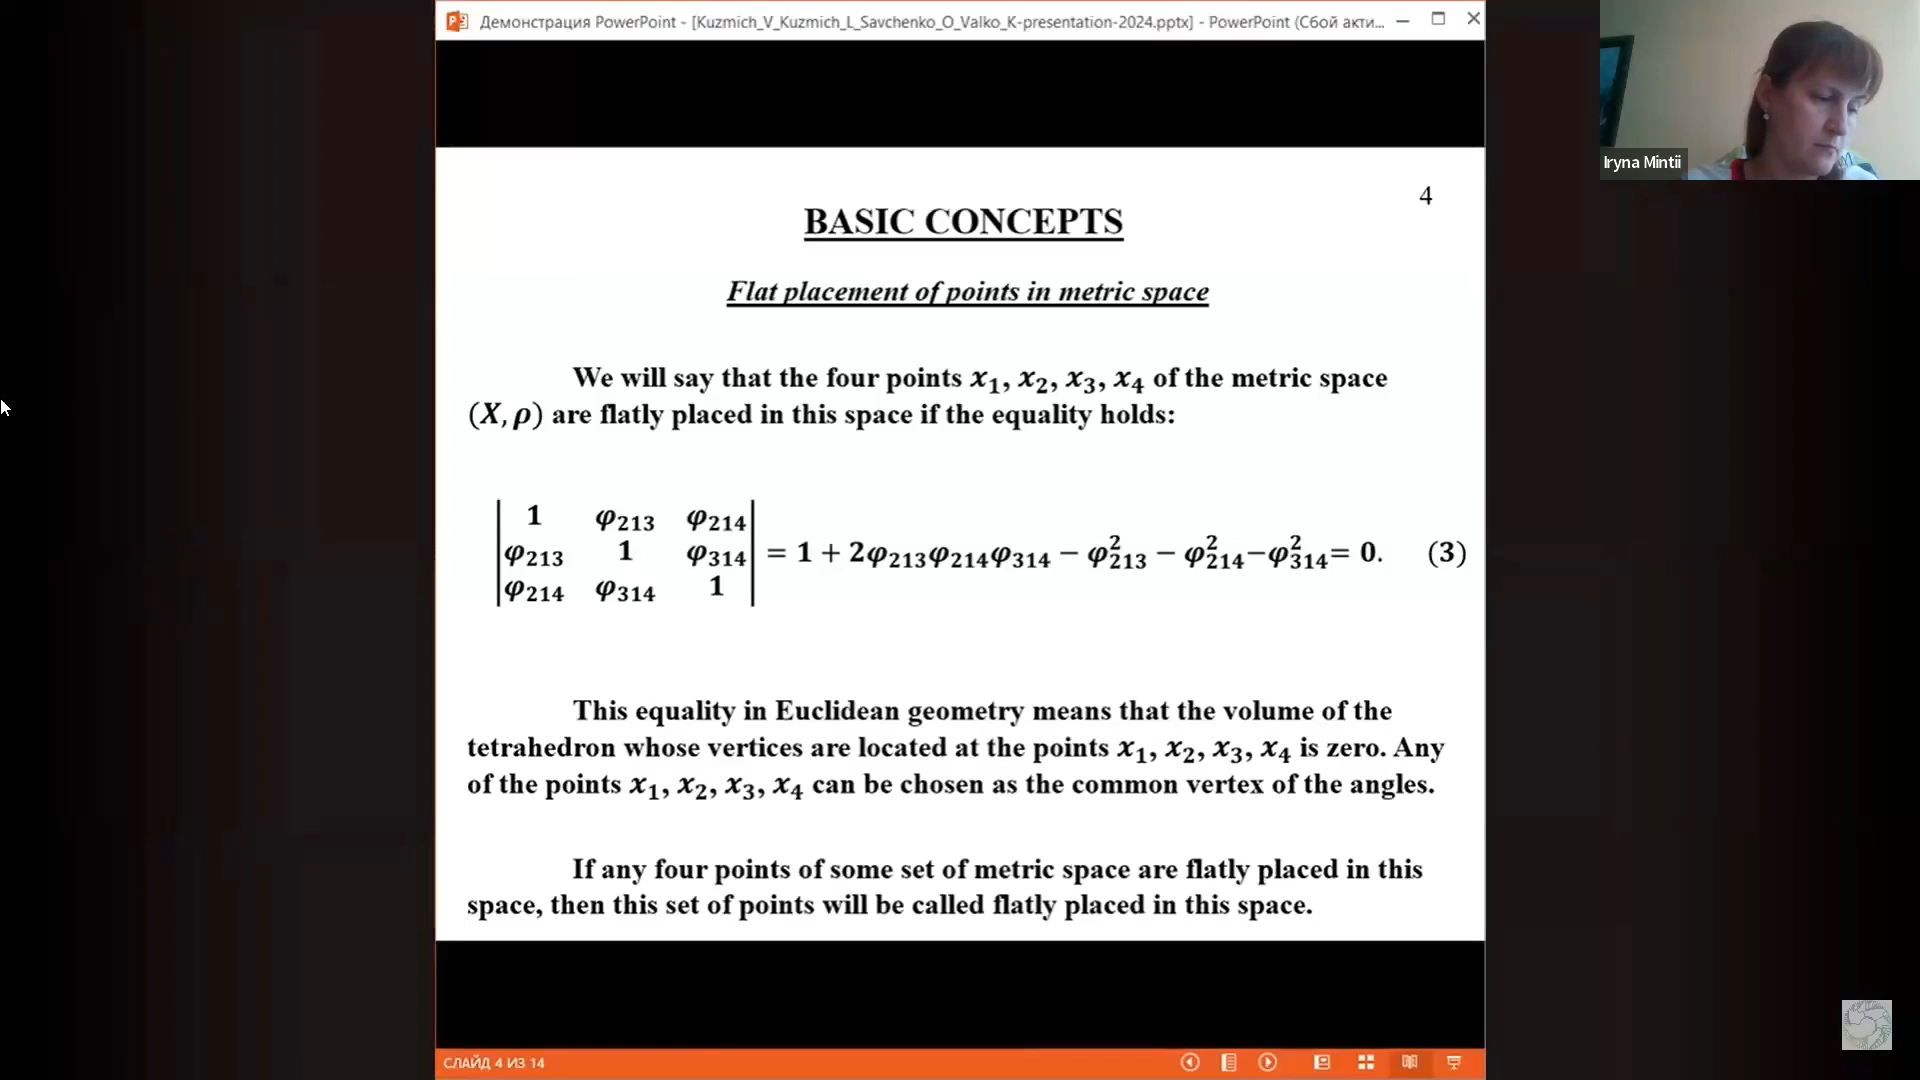 Демонстрация PowerPoint - [Kuzmich_V_Kuzmich_L_Savchenko_O_Valko_K-presentation-2024.pptx] - PowerPoint (Сбой акти...
Iryna Mintii
4
BASIC CONCEPTS
Flat placement of points in metric space
We will say that the four points x₁, x₂, x₃, x₄ of the metric space
(X, ρ) are flatly placed in this space if the equality holds:
|1 φ₂₁₃ φ₂₁₄|
|φ₂₁₃ 1 φ₃₁₄| = 1 + 2φ₂₁₃φ₂₁₄φ₃₁₄ − φ²₂₁₃ − φ²₂₁₄−φ²₃₁₄= 0. (3)
|φ₂₁₄ φ₃₁₄ 1|
This equality in Euclidean geometry means that the volume of the
tetrahedron whose vertices are located at the points x₁, x₂, x₃, x₄ is zero. Any
of the points x₁, x₂, x₃, x₄ can be chosen as the common vertex of the angles.
If any four points of some set of metric space are flatly placed in this
space, then this set of points will be called flatly placed in this space.
СЛАЙД 4 ИЗ 14